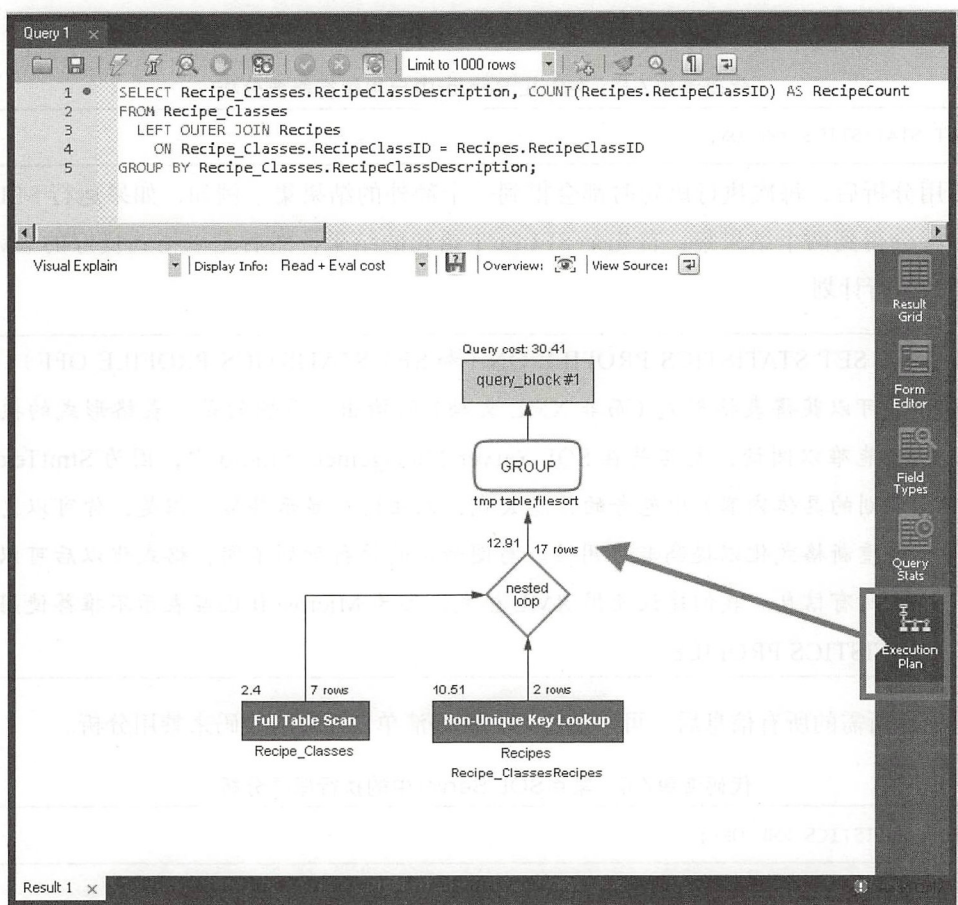 Query 1 ×
Limit to 1000 rows
1 SELECT Recipe_Classes.RecipeClassDescription, COUNT(Recipes.RecipeClassID) AS RecipeCount
2 FROM Recipe_Classes
3 LEFT OUTER JOIN Recipes
4 ON Recipe_Classes.RecipeClassID = Recipes.RecipeClassID
5 GROUP BY Recipe_Classes.RecipeClassDescription;
Visual Explain Display Info: Read + Eval cost Overview: View Source:
Result
Grid
Form
Editor
Field
Types
Query
Stats
Execution
Plan
Query cost: 30.41
query_block #1
GROUP
tmp table, filesort
12.91 17 rows
nested
loop
2.4 7 rows 10.51 2 rows
Full Table Scan Non-Unique Key Lookup
Recipe_Classes Recipes
Recipe_ClassesRecipes
Result 1 ×